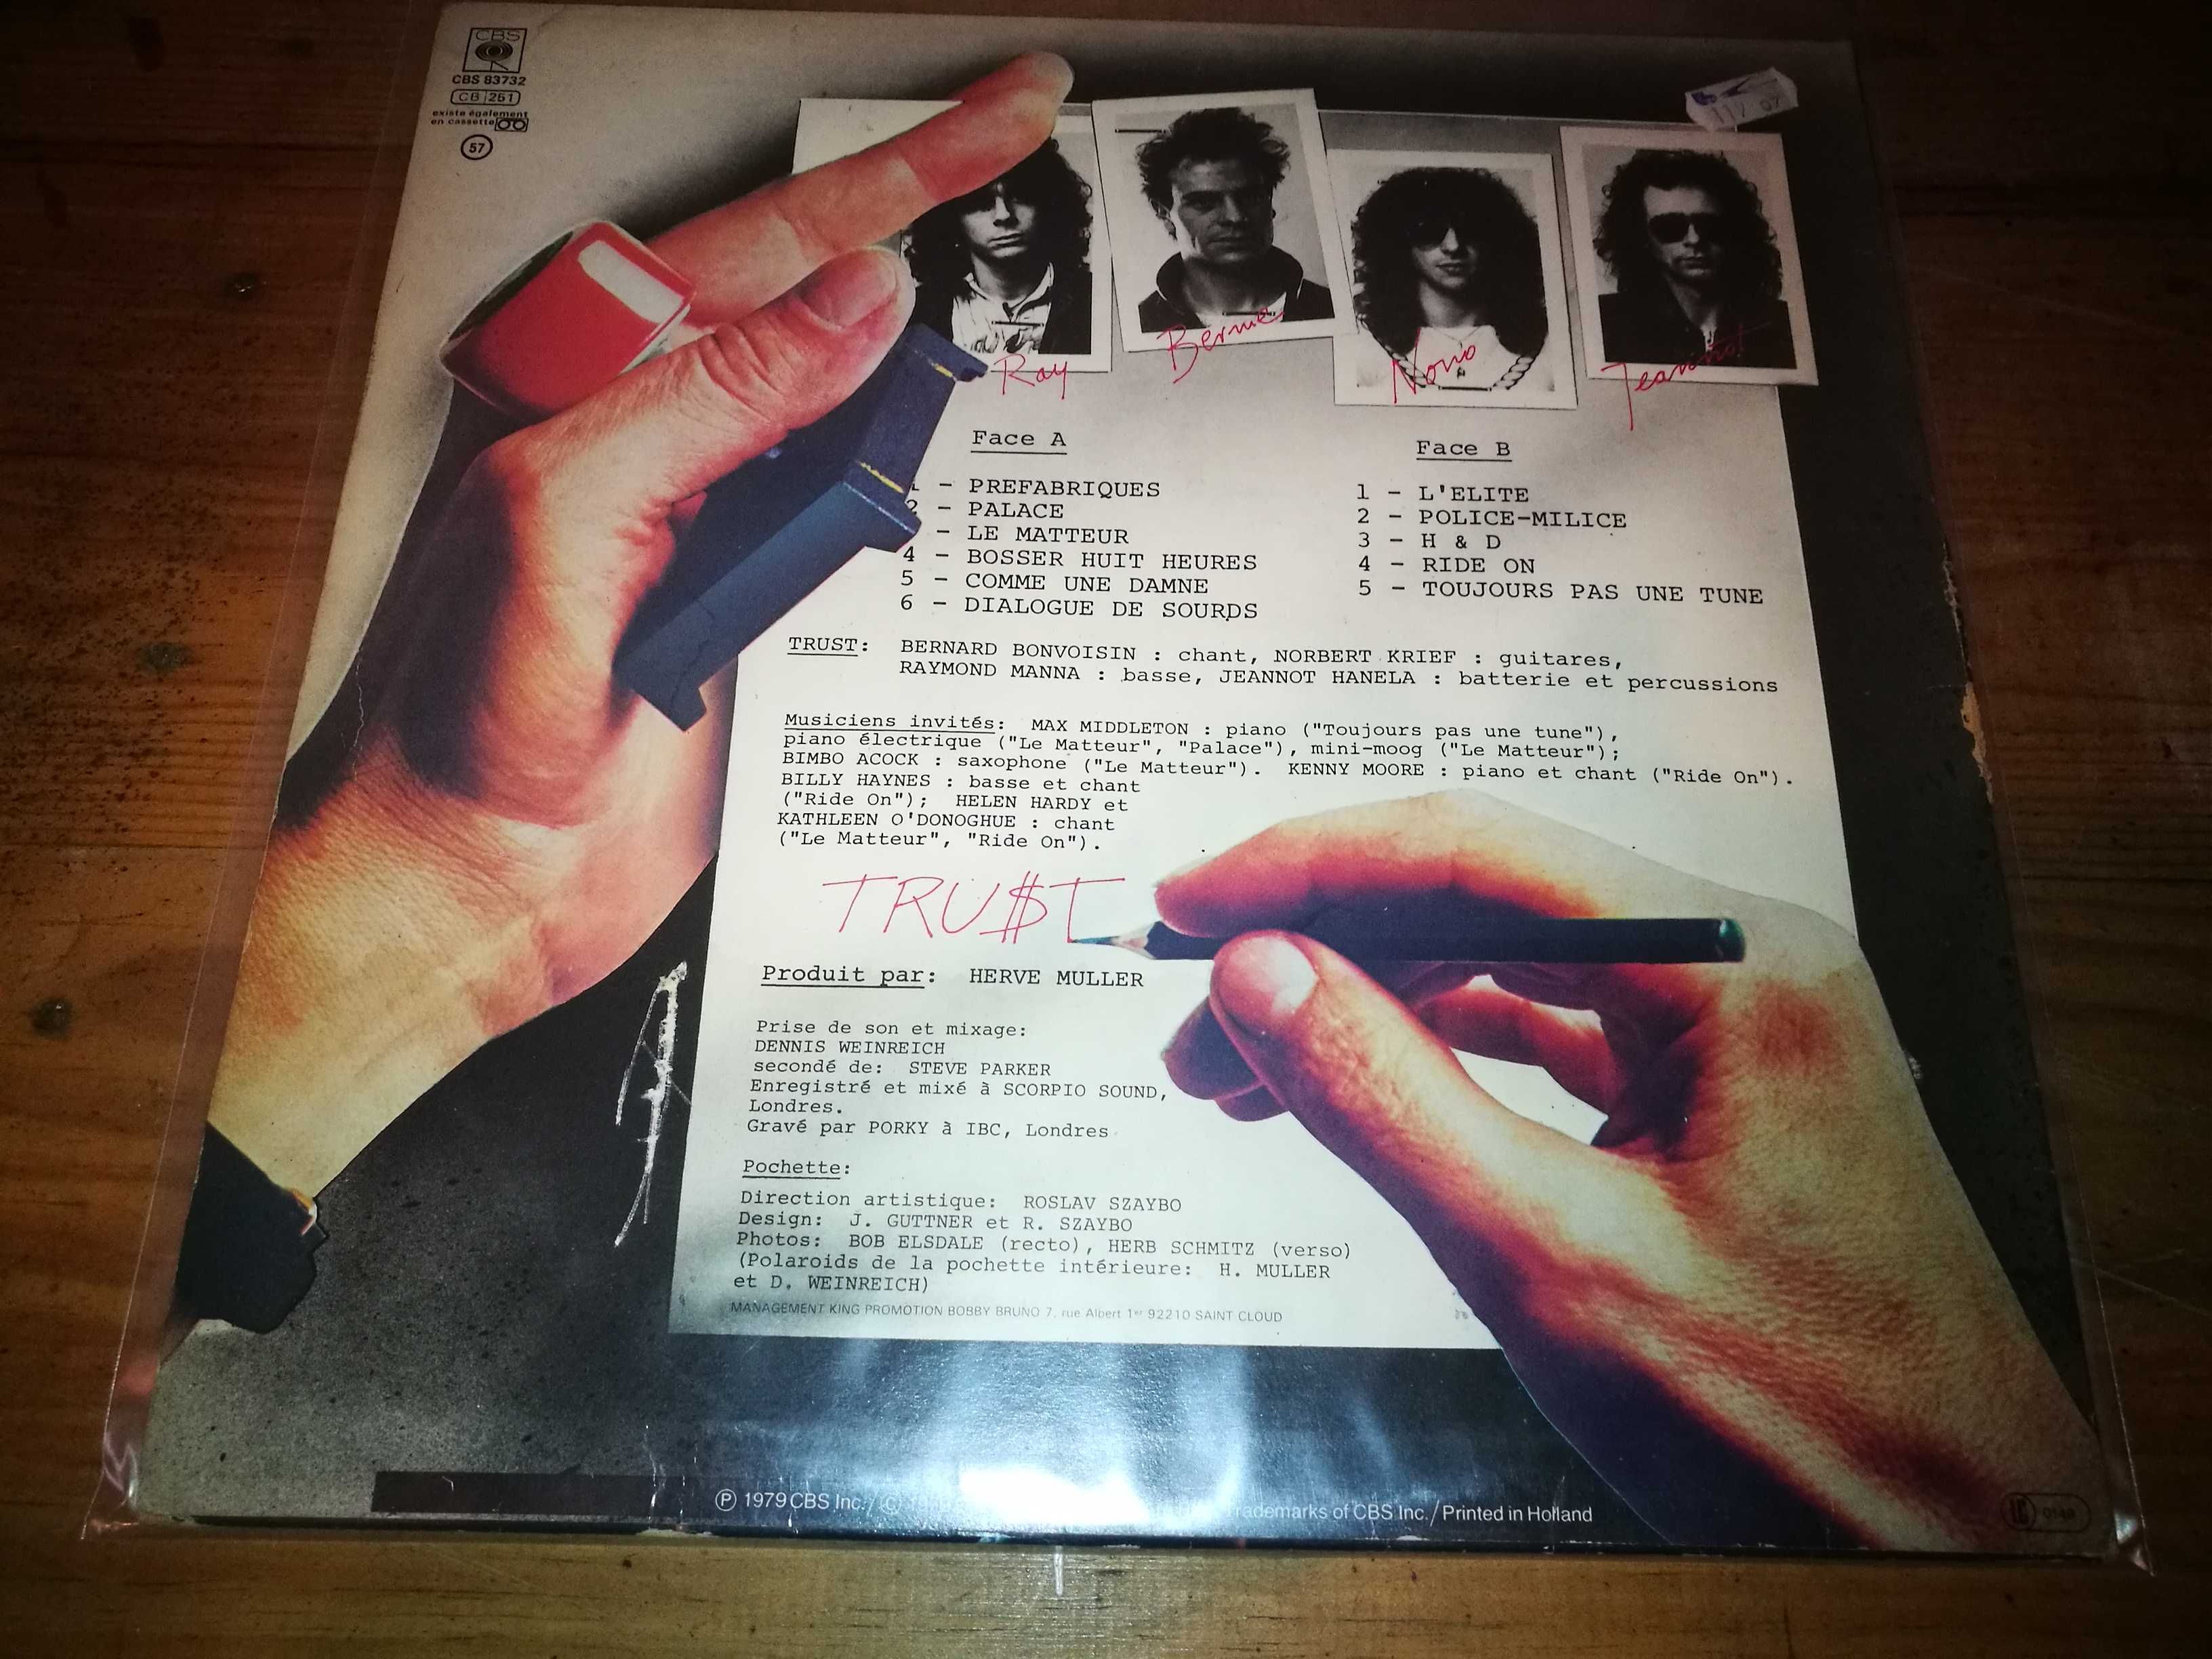 CBS
CBS 83732
CB 251
existe également
en cassette
57
Ray
Bernie
Nono
Jeannot
Face A
1 - PREFABRIQUES
2 - PALACE
- LE MATTEUR
4 - BOSSER HUIT HEURES
5 - COMME UNE DAMNE
6 - DIALOGUE DE SOURDS
Face B
1 - L'ELITE
2 - POLICE-MILICE
3 - H & D
4 - RIDE ON
5 - TOUJOURS PAS UNE TUNE
TRUST: BERNARD BONVOISIN : chant, NORBERT KRIEF : guitares,
RAYMOND MANNA : basse, JEANNOT HANELA : batterie et percussions
Musiciens invités: MAX MIDDLETON : piano ("Toujours pas une tune"),
piano électrique ("Le Matteur", "Palace"), mini-moog ("Le Matteur");
BIMBO ACOCK : saxophone ("Le Matteur"). KENNY MOORE : piano et chant ("Ride On").
BILLY HAYNES : basse et chant
("Ride On"); HELEN HARDY et
KATHLEEN O'DONOGHUE : chant
("Le Matteur", "Ride On").
TRU$T
Produit par: HERVE MULLER
Prise de son et mixage:
DENNIS WEINREICH
secondé de: STEVE PARKER
Enregistré et mixé à SCORPIO SOUND,
Londres.
Gravé par PORKY à IBC, Londres
Pochette:
Direction artistique: ROSLAV SZAYBO
Design: J. GUTTNER et R. SZAYBO
Photos: BOB ELSDALE (recto), HERB SCHMITZ (verso)
(Polaroids de la pochette intérieure: H. MULLER
et D. WEINREICH)
MANAGEMENT KING PROMOTION BOBBY BRUNO 7, rue Albert 1er 92210 SAINT CLOUD
Ⓟ 1979 CBS Inc./ Trademarks of CBS Inc./Printed in Holland